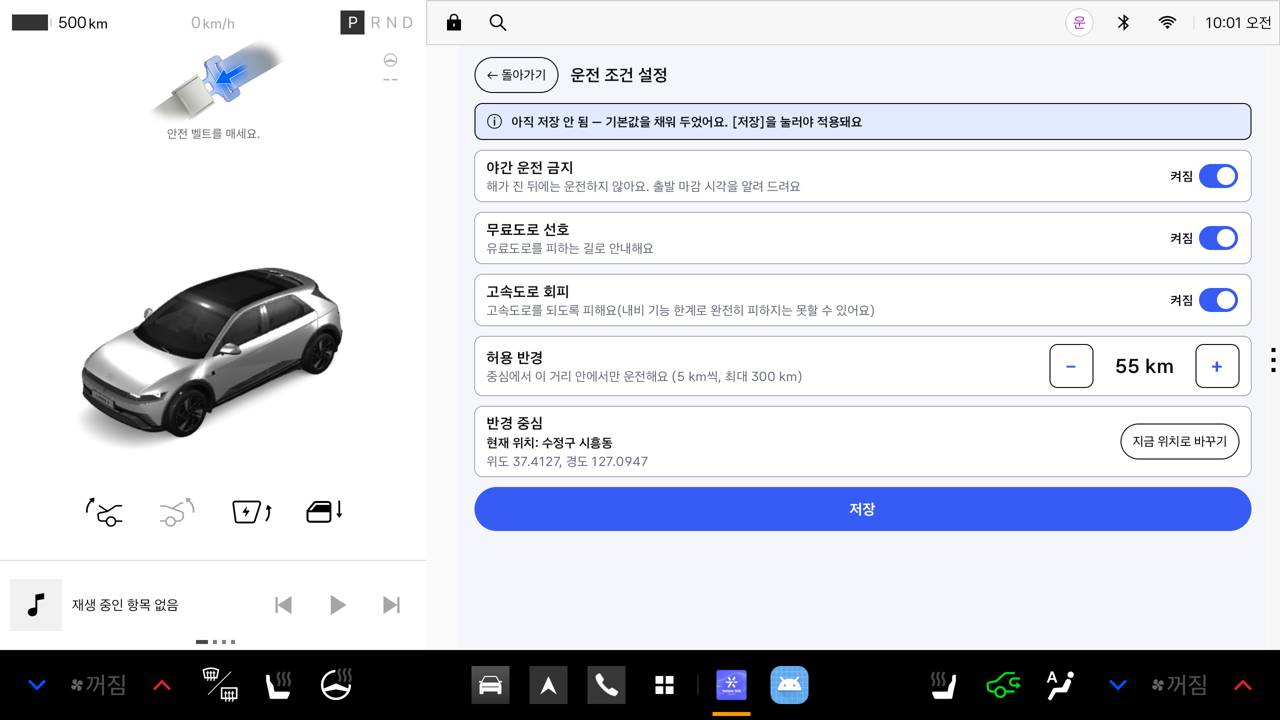 500 km
0 km/h
P R N D
--
안전 벨트를 매세요.
재생 중인 항목 없음
운
10:01 오전
← 돌아가기
운전 조건 설정
아직 저장 안 됨 — 기본값을 채워 두었어요. [저장]을 눌러야 적용돼요
야간 운전 금지
해가 진 뒤에는 운전하지 않아요. 출발 마감 시각을 알려 드려요
켜짐
무료도로 선호
유료도로를 피하는 길로 안내해요
켜짐
고속도로 회피
고속도로를 되도록 피해요(내비 기능 한계로 완전히 피하지는 못할 수 있어요)
켜짐
허용 반경
중심에서 이 거리 안에서만 운전해요 (5 km씩, 최대 300 km)
− 55 km +
반경 중심
현재 위치: 수정구 시흥동
위도 37.4127, 경도 127.0947
지금 위치로 바꾸기
저장
꺼짐
A
꺼짐